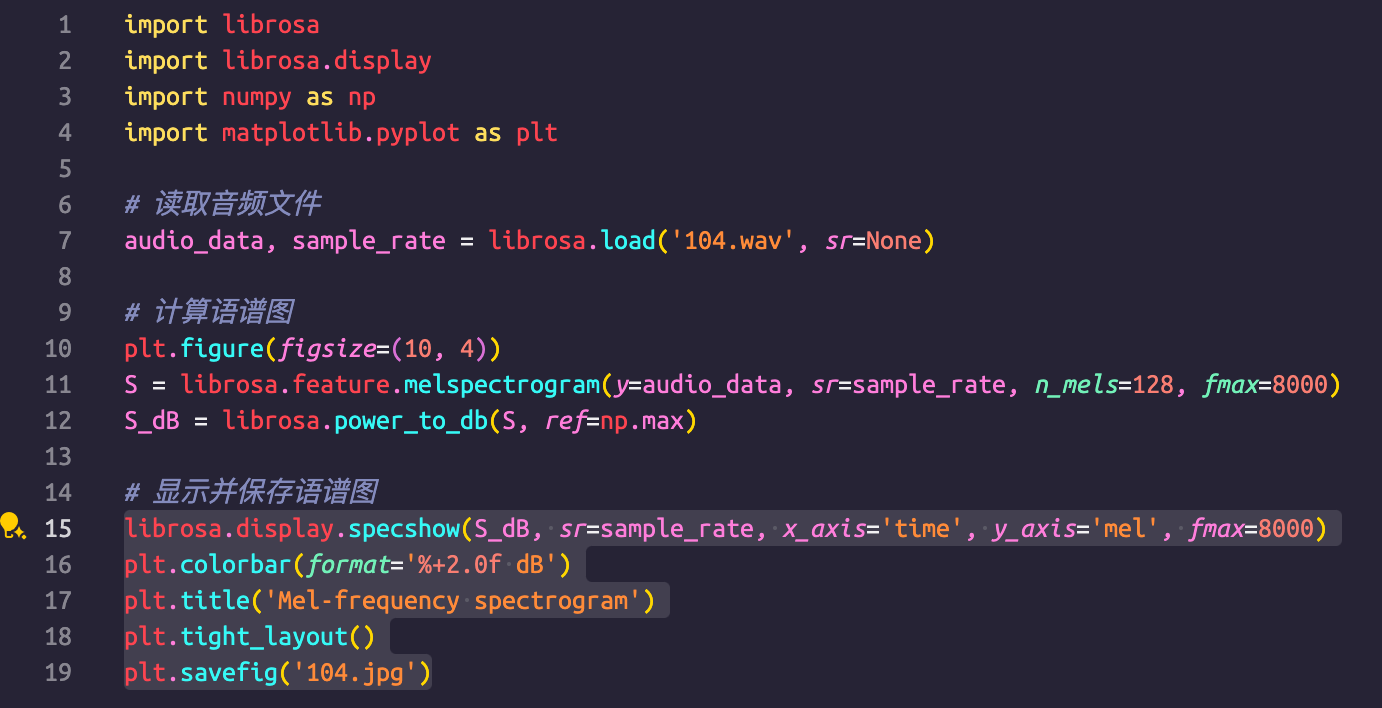 1 import librosa
2 import librosa.display
3 import numpy as np
4 import matplotlib.pyplot as plt
5
6 # 读取音频文件
7 audio_data, sample_rate = librosa.load('104.wav', sr=None)
8
9 # 计算语谱图
10 plt.figure(figsize=(10, 4))
11 S = librosa.feature.melspectrogram(y=audio_data, sr=sample_rate, n_mels=128, fmax=8000)
12 S_dB = librosa.power_to_db(S, ref=np.max)
13
14 # 显示并保存语谱图
15 librosa.display.specshow(S_dB, sr=sample_rate, x_axis='time', y_axis='mel', fmax=8000)
16 plt.colorbar(format='%+2.0f dB')
17 plt.title('Mel-frequency spectrogram')
18 plt.tight_layout()
19 plt.savefig('104.jpg')